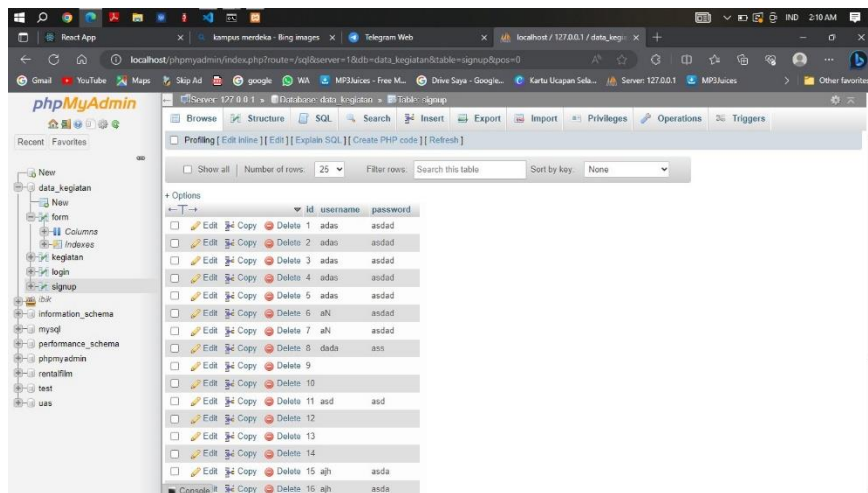 IND 2:10 AM
React App
kampus merdeka - Bing images
Telegram Web
localhost / 127.0.0.1 / data_kegi
localhost/phpmyadmin/index.php?route=/sql&server=1&db=data_kegiatan&table=signup&pos=0
Gmail YouTube Maps Skip Ad google WA MP3Juices - Free M... Drive Saya - Google... Kartu Ucapan Sela... Server: 127.0.0.1 MP3Juices Other favorites
phpMyAdmin
Recent Favorites
New
data_kegiatan
New
form
Columns
Indexes
kegiatan
login
signup
ibik
information_schema
mysql
performance_schema
phpmyadmin
rentalfilm
test
uas
Server: 127.0.0.1 » Database: data_kegiatan » Table: signup
Browse Structure SQL Search Insert Export Import Privileges Operations Triggers
Profiling [ Edit inline ] [ Edit ] [ Explain SQL ] [ Create PHP code ] [ Refresh ]
Show all Number of rows: 25 Filter rows: Search this table Sort by key: None
+ Options
id username password
Edit Copy Delete 1 adas asdad
Edit Copy Delete 2 adas asdad
Edit Copy Delete 3 adas asdad
Edit Copy Delete 4 adas asdad
Edit Copy Delete 5 adas asdad
Edit Copy Delete 6 aN asdad
Edit Copy Delete 7 aN asdad
Edit Copy Delete 8 dada ass
Edit Copy Delete 9
Edit Copy Delete 10
Edit Copy Delete 11 asd asd
Edit Copy Delete 12
Edit Copy Delete 13
Edit Copy Delete 14
Edit Copy Delete 15 ajh asda
Console Copy Delete 16 ajh asda